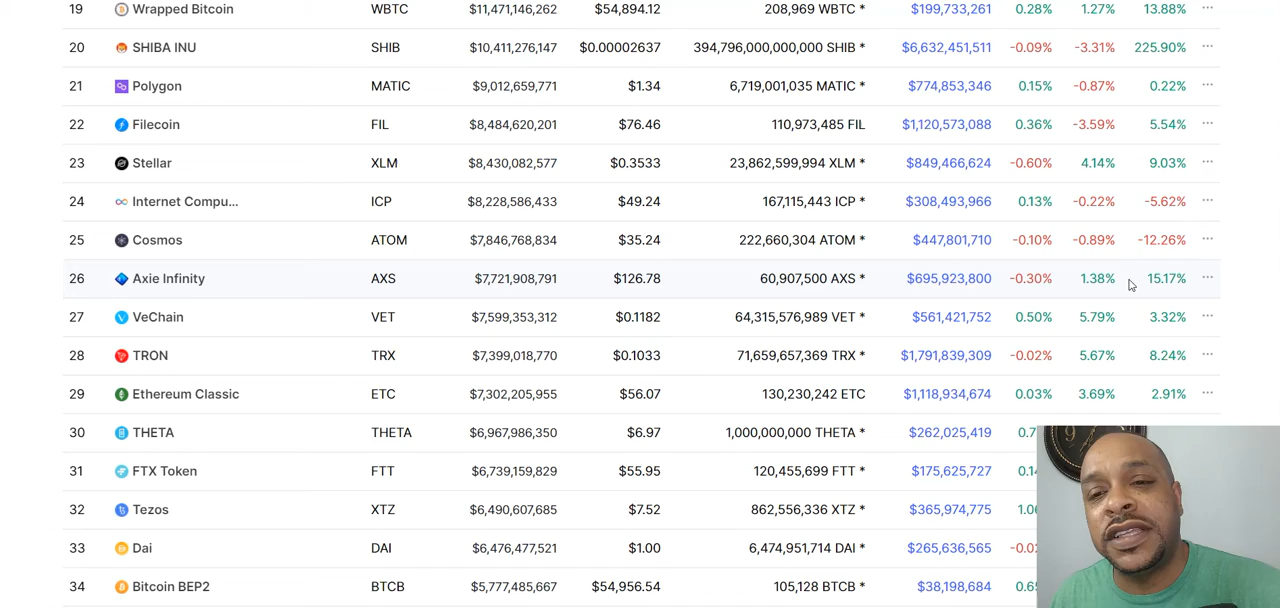 19 Wrapped Bitcoin WBTC $11,471,146,262 $54,894.12 208,969 WBTC * $199,733,261 0.28% 1.27% 13.88% ...
20 SHIBA INU SHIB $10,411,276,147 $0.00002637 394,796,000,000,000 SHIB * $6,632,451,511 -0.09% -3.31% 225.90% ...
21 Polygon MATIC $9,012,659,771 $1.34 6,719,001,035 MATIC * $774,853,346 0.15% -0.87% 0.22% ...
22 Filecoin FIL $8,484,620,201 $76.46 110,973,485 FIL $1,120,573,088 0.36% -3.59% 5.54% ...
23 Stellar XLM $8,430,082,577 $0.3533 23,862,599,994 XLM * $849,466,624 -0.60% 4.14% 9.03% ...
24 Internet Compu... ICP $8,228,586,433 $49.24 167,115,443 ICP * $308,493,966 0.13% -0.22% -5.62% ...
25 Cosmos ATOM $7,846,768,834 $35.24 222,660,304 ATOM * $447,801,710 -0.10% -0.89% -12.26% ...
26 Axie Infinity AXS $7,721,908,791 $126.78 60,907,500 AXS * $695,923,800 -0.30% 1.38% 15.17% ...
27 VeChain VET $7,599,353,312 $0.1182 64,315,576,989 VET * $561,421,752 0.50% 5.79% 3.32% ...
28 TRON TRX $7,399,018,770 $0.1033 71,659,657,369 TRX * $1,791,839,309 -0.02% 5.67% 8.24% ...
29 Ethereum Classic ETC $7,302,205,955 $56.07 130,230,242 ETC $1,118,934,674 0.03% 3.69% 2.91% ...
30 THETA THETA $6,967,986,350 $6.97 1,000,000,000 THETA * $262,025,419 0.7
31 FTX Token FTT $6,739,159,829 $55.95 120,455,699 FTT * $175,625,727 0.1
32 Tezos XTZ $6,490,607,685 $7.52 862,556,336 XTZ * $365,974,775 1.0
33 Dai DAI $6,476,477,521 $1.00 6,474,951,714 DAI * $265,636,565 -0.0
34 Bitcoin BEP2 BTCB $5,777,485,667 $54,956.54 105,128 BTCB * $38,198,684 0.6